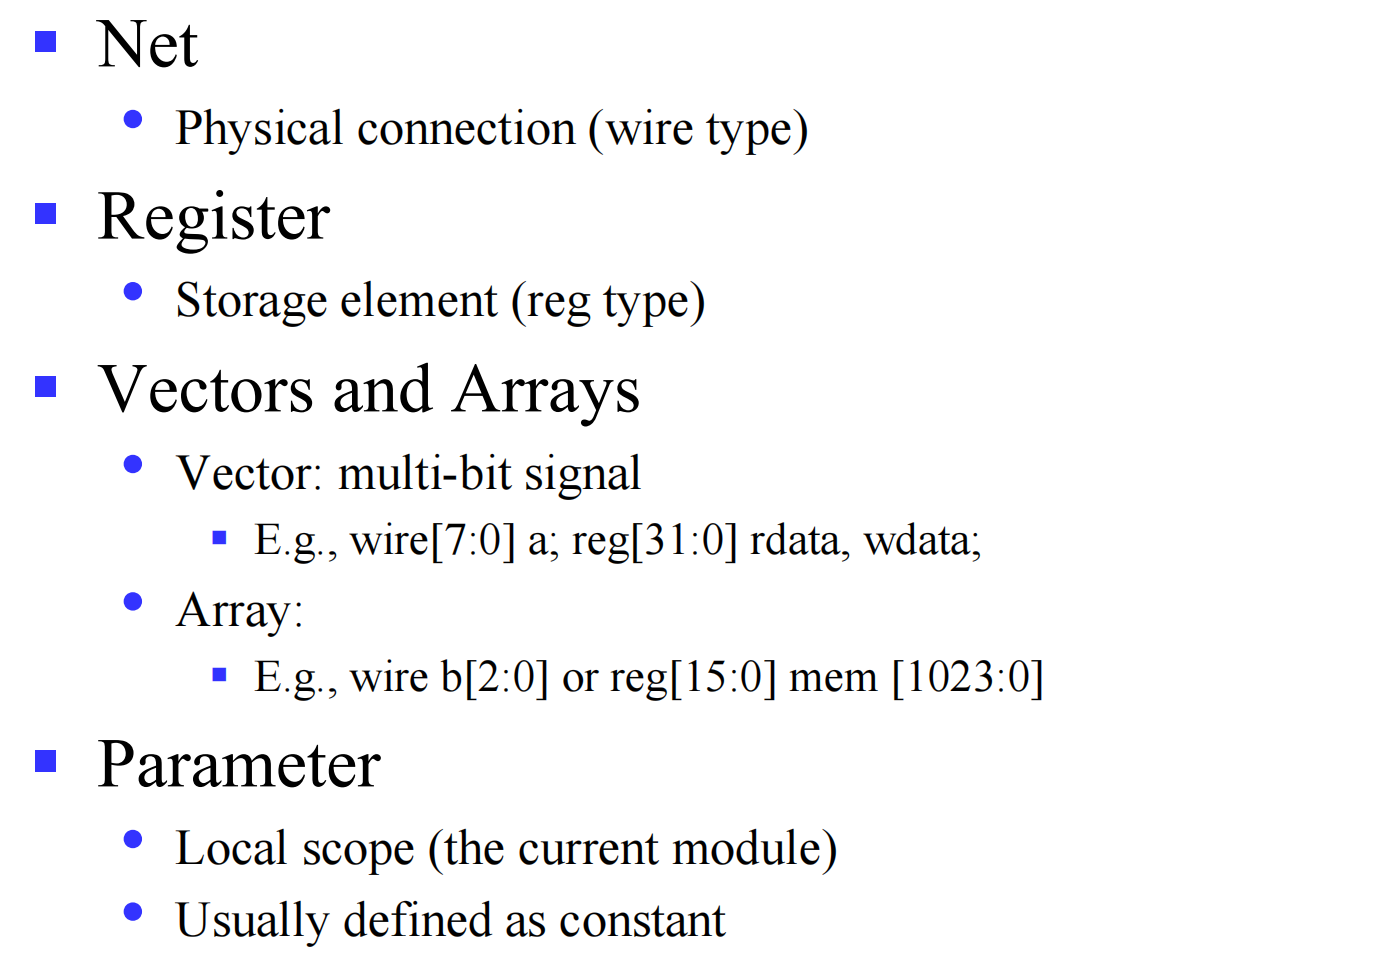 Net
Physical connection (wire type)
Register
Storage element (reg type)
Vectors and Arrays
Vector: multi-bit signal
E.g., wire[7:0] a; reg[31:0] rdata, wdata;
Array:
E.g., wire b[2:0] or reg[15:0] mem [1023:0]
Parameter
Local scope (the current module)
Usually defined as constant